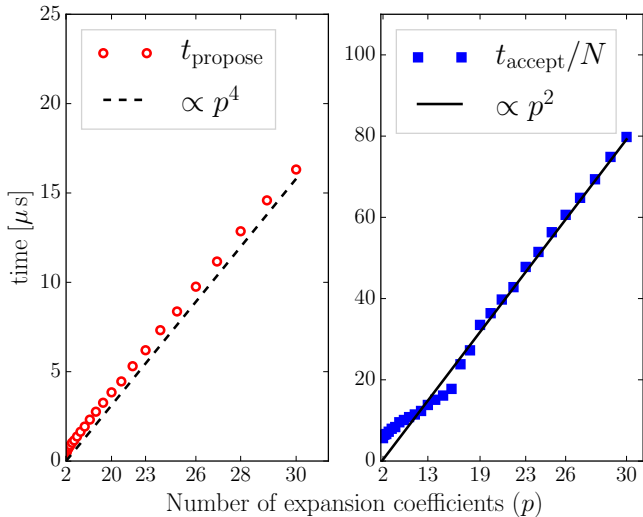 25
20
15
10
5
0
time [μ s]
t_propose
∝ p^4
2 20 23 26 28 30
100
80
60
40
20
0
t_accept/N
∝ p^2
2 13 19 23 26 30
Number of expansion coefficients (p)